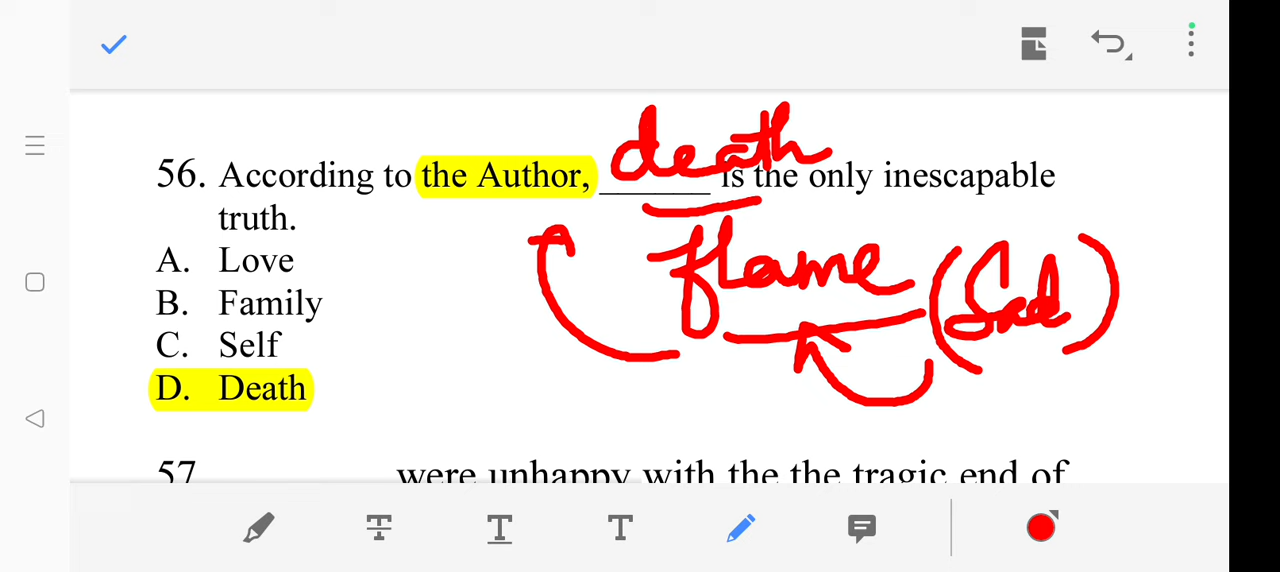 death
56. According to the Author, ______ is the only inescapable
truth.
flame (Sad)
A. Love
B. Family
C. Self
D. Death
57 were unhappy with the the tragic end of
T T T